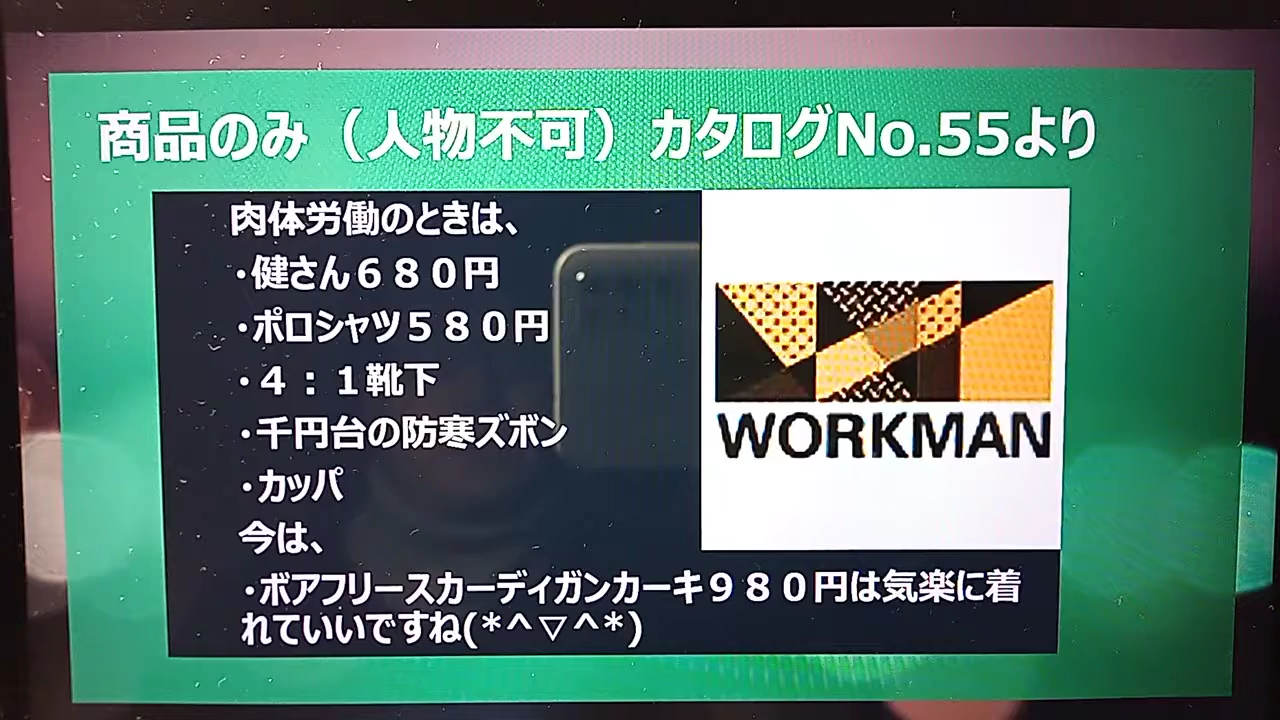 商品のみ（人物不可）カタログNo.55より
肉体労働のときは、
・健さん６８０円
・ポロシャツ５８０円
・４：１靴下
・千円台の防寒ズボン
・カッパ
今は、
・ボアフリースカーディガンカーキ９８０円は気楽に着
れていいですね(*^▽^*)
WORKMAN